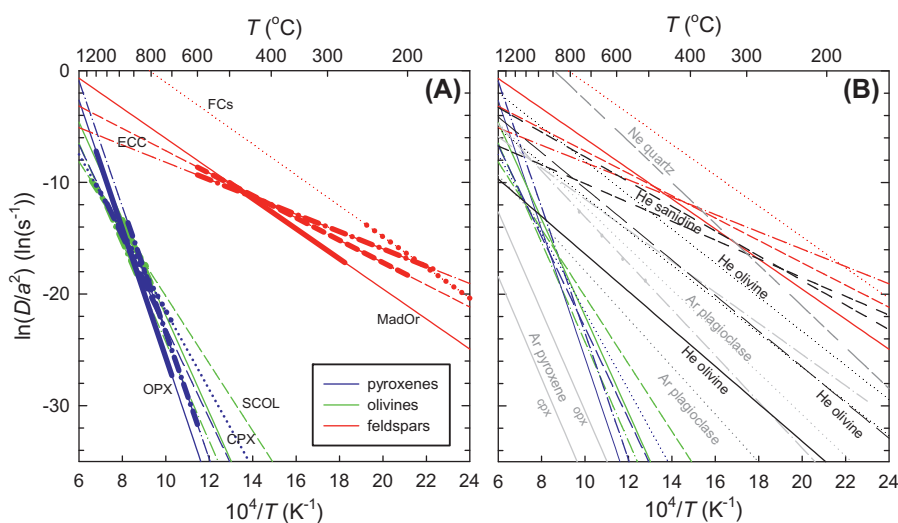 T (°C)
1200 800 600 400 200
0
-10
-20
-30
ln(D/a²) (ln(s⁻¹))
(A)
FCs
ECC
MadOr
OPX
SCOL
CPX
pyroxenes
olivines
feldspars
6 8 10 12 14 16 18 20 22 24
10⁴/T (K⁻¹)
T (°C)
1200 800 600 400 200
(B)
Ne quartz
He sanidine
He olivine
Ar plagioclase
He olivine
He olivine
Ar plagioclase
Ar pyroxene
cpx
opx
6 8 10 12 14 16 18 20 22 24
10⁴/T (K⁻¹)